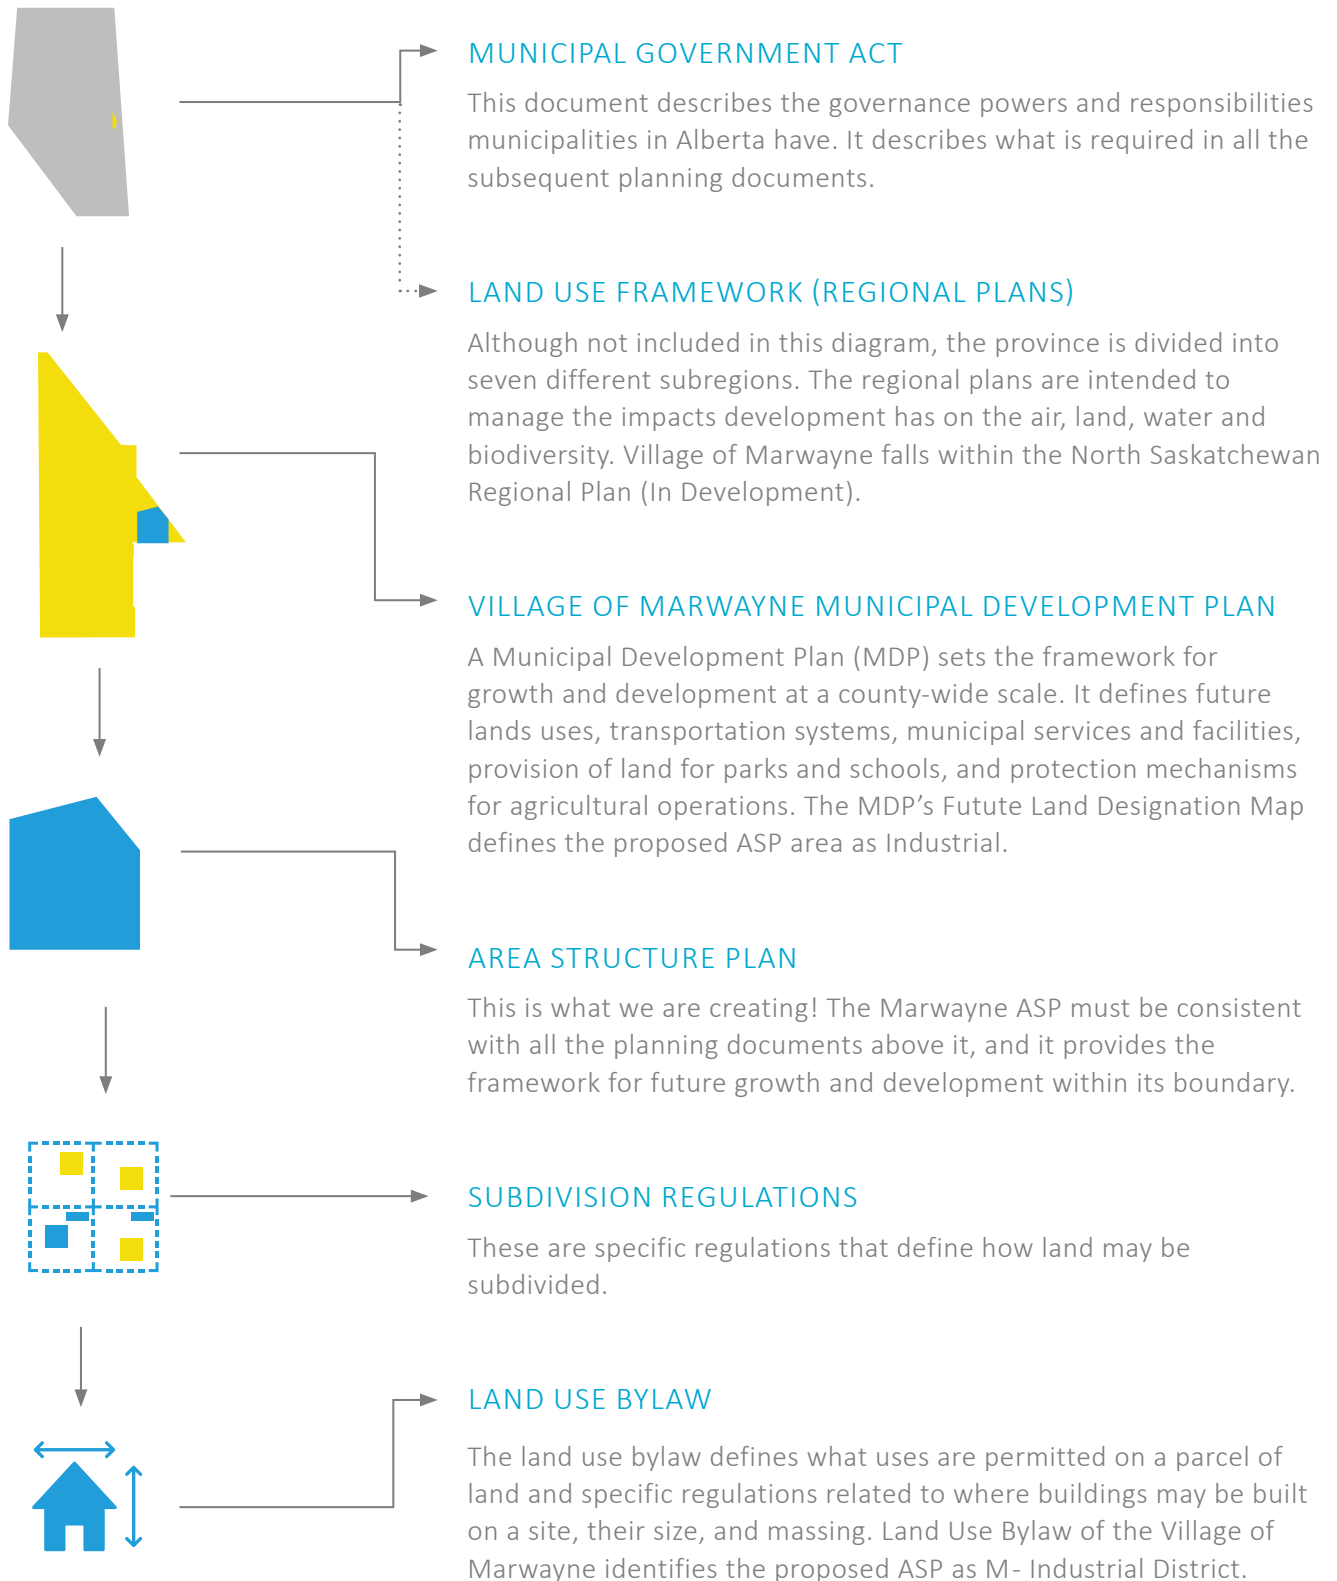 MUNICIPAL GOVERNMENT ACT
This document describes the governance powers and responsibilities
municipalities in Alberta have. It describes what is required in all the
subsequent planning documents.
LAND USE FRAMEWORK (REGIONAL PLANS)
Although not included in this diagram, the province is divided into
seven different subregions. The regional plans are intended to
manage the impacts development has on the air, land, water and
biodiversity. Village of Marwayne falls within the North Saskatchewan
Regional Plan (In Development).
VILLAGE OF MARWAYNE MUNICIPAL DEVELOPMENT PLAN
A Municipal Development Plan (MDP) sets the framework for
growth and development at a county-wide scale. It defines future
lands uses, transportation systems, municipal services and facilities,
provision of land for parks and schools, and protection mechanisms
for agricultural operations. The MDP’s Futute Land Designation Map
defines the proposed ASP area as Industrial.
AREA STRUCTURE PLAN
This is what we are creating! The Marwayne ASP must be consistent
with all the planning documents above it, and it provides the
framework for future growth and development within its boundary.
SUBDIVISION REGULATIONS
These are specific regulations that define how land may be
subdivided.
LAND USE BYLAW
The land use bylaw defines what uses are permitted on a parcel of
land and specific regulations related to where buildings may be built
on a site, their size, and massing. Land Use Bylaw of the Village of
Marwayne identifies the proposed ASP as M- Industrial District.